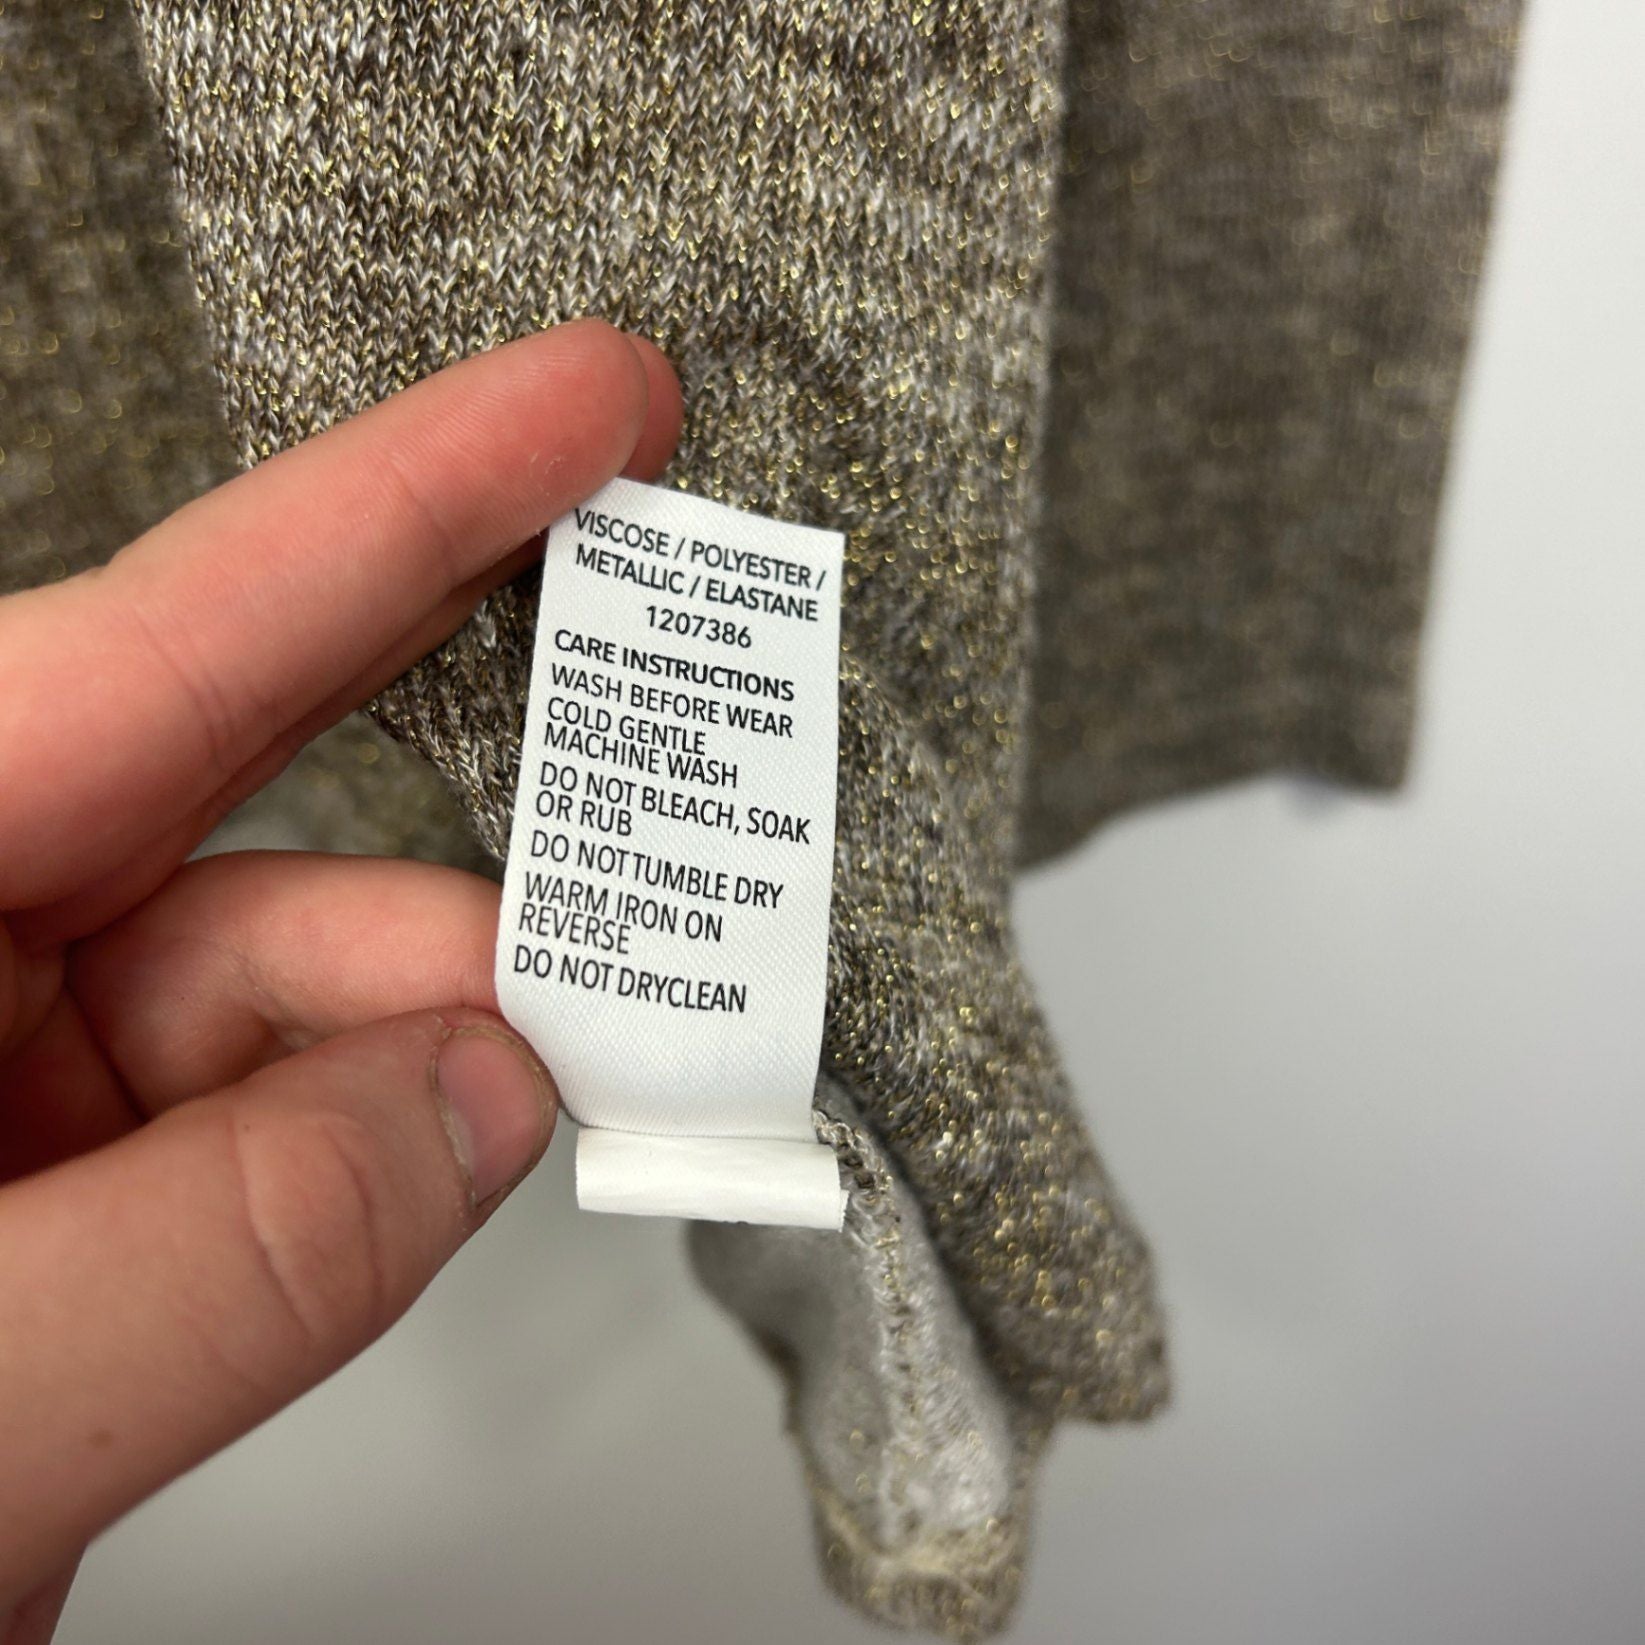 VISCOSE / POLYESTER /
METALLIC / ELASTANE
1207386
CARE INSTRUCTIONS
WASH BEFORE WEAR
COLD GENTLE
MACHINE WASH
DO NOT BLEACH, SOAK
OR RUB
DO NOT TUMBLE DRY
WARM IRON ON
REVERSE
DO NOT DRYCLEAN